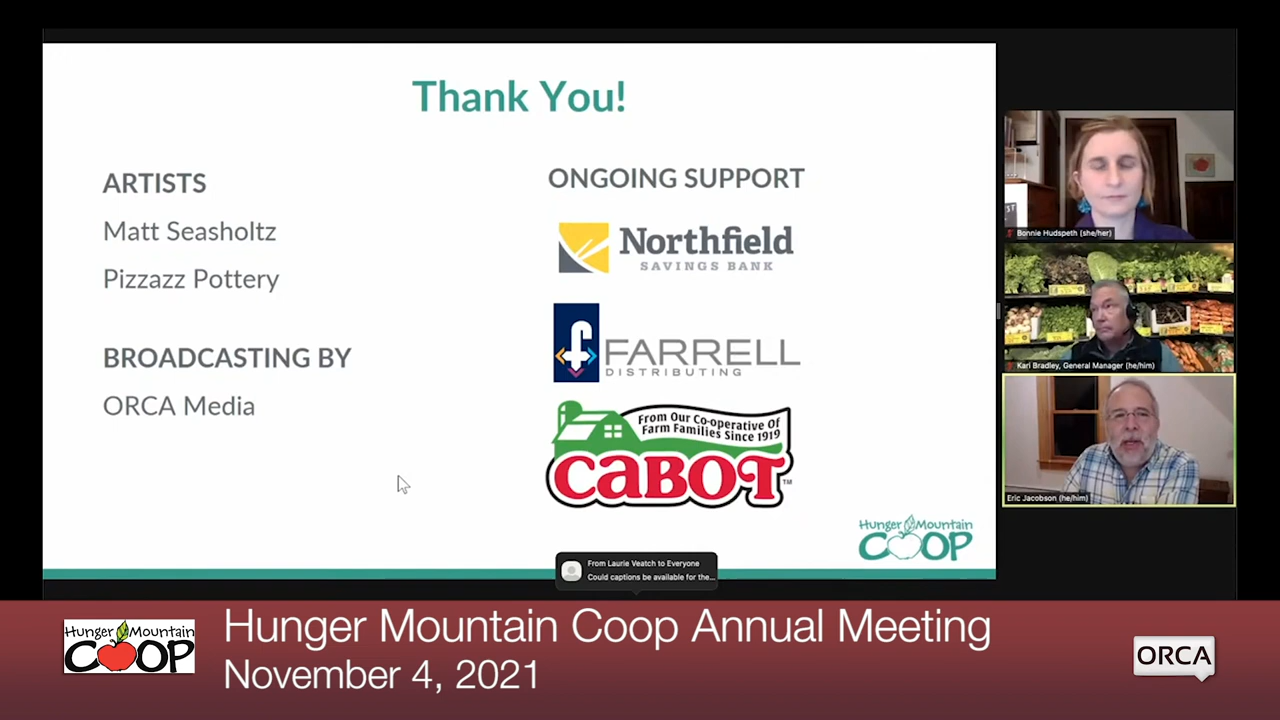 Thank You!
ARTISTS
Matt Seasholtz
Pizzazz Pottery
BROADCASTING BY
ORCA Media
ONGOING SUPPORT
Northfield
SAVINGS BANK
FARRELL
DISTRIBUTING
From Our Co-operative Of
Farm Families Since 1919
CABOT
TM
Hunger Mountain
COOP
From Laurie Veatch to Everyone
Could captions be available for the...
Bonnie Hudspeth (she/her)
Kari Bradley, General Manager (he/him)
Eric Jacobson (he/him)
Hunger Mountain
COOP
Hunger Mountain Coop Annual Meeting
November 4, 2021
ORCA